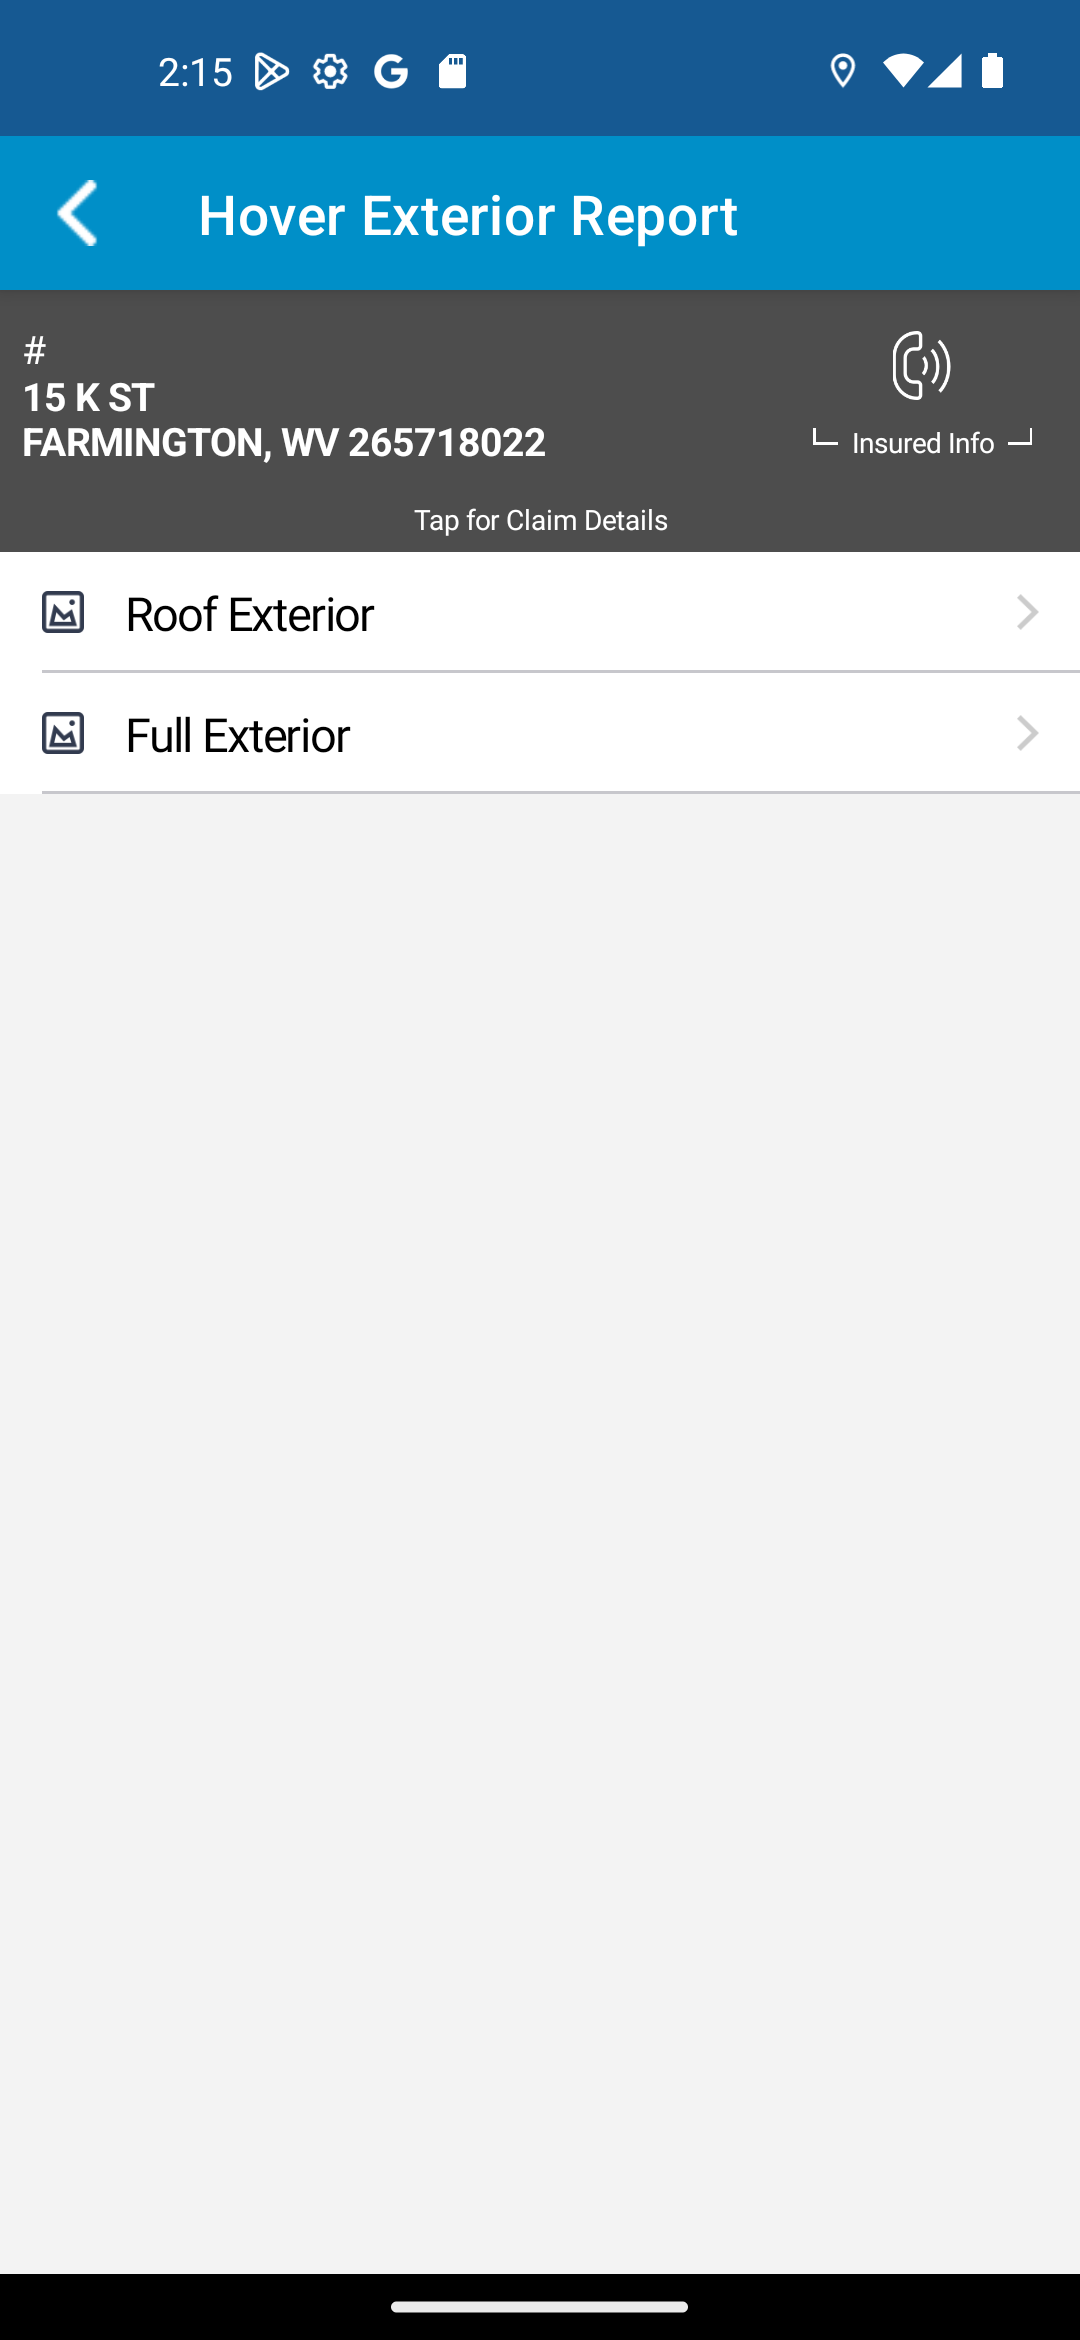 2:15
Hover Exterior Report
#
15 K ST
FARMINGTON, WV 265718022
Insured Info
Tap for Claim Details
Roof Exterior
Full Exterior